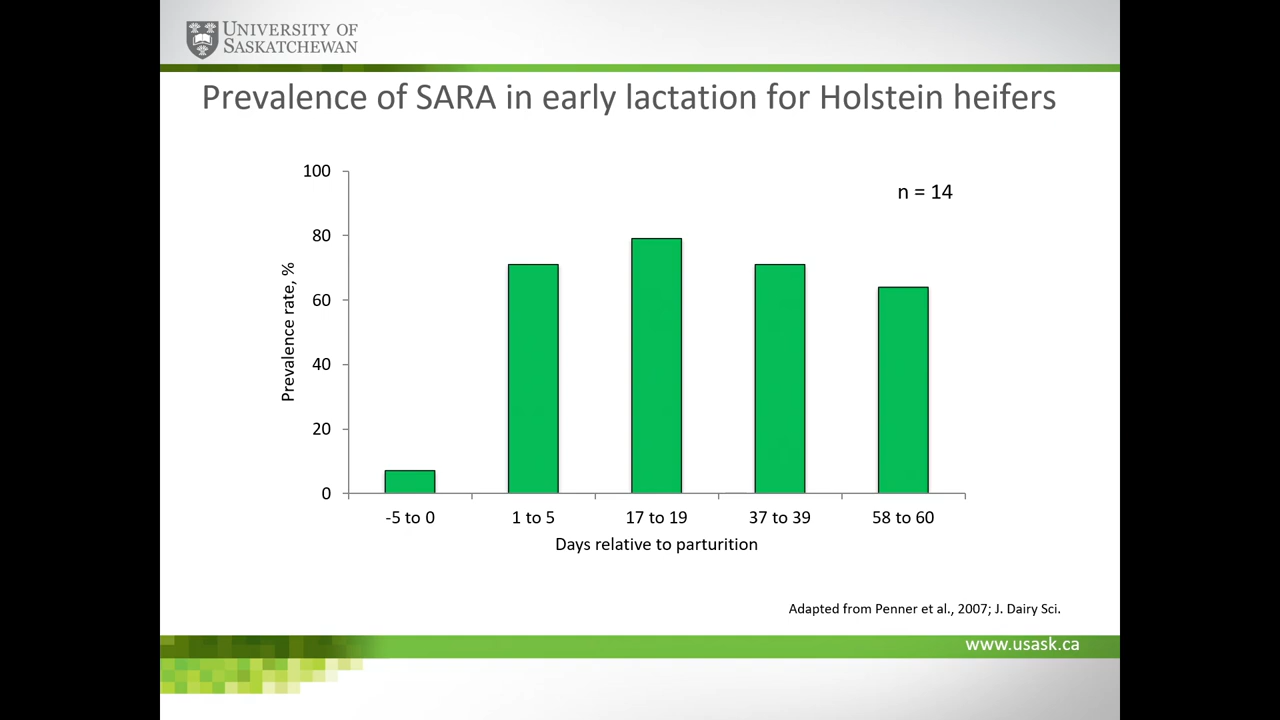 UNIVERSITY OF
SASKATCHEWAN
Prevalence of SARA in early lactation for Holstein heifers
n = 14
Prevalence rate, %
100
80
60
40
20
0
-5 to 0
1 to 5
17 to 19
37 to 39
58 to 60
Days relative to parturition
Adapted from Penner et al., 2007; J. Dairy Sci.
www.usask.ca